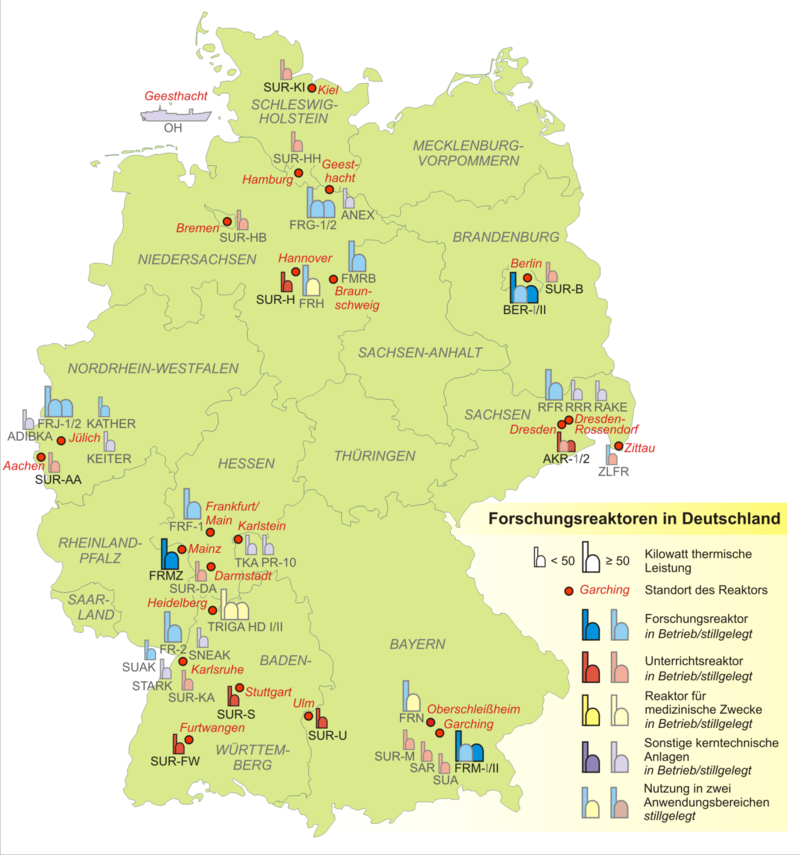 SUR-KI
Kiel
Geesthacht
SCHLESWIG-
HOLSTEIN
OH
MECKLENBURG-
VORPOMMERN
SUR-HH
Geest-
hacht
Hamburg
ANEX
FRG-1/2
Bremen
SUR-HB
BRANDENBURG
NIEDERSACHSEN
Hannover
FMRB
Berlin
SUR-B
SUR-H
FRH
Braun-
schweig
BER-I/II
SACHSEN-ANHALT
NORDRHEIN-WESTFALEN
RFR
RRR
RAKE
SACHSEN
FRJ-1/2
KATHER
ADIBKA
Jülich
Dresden-
Rossendorf
Dresden
Zittau
KEITER
AKR-1/2
ZLFR
HESSEN
THÜRINGEN
Aachen
SUR-AA
Frankfurt/
Main
FRF-1
Karlstein
RHEINLAND-
PFALZ
Mainz
TKA
PR-10
FRMZ
Darmstadt
SUR-DA
SAAR-
LAND
Heidelberg
TRIGA HD I/II
FR-2
SNEAK
BAYERN
SUAK
Karlsruhe
BADEN-
STARK
SUR-KA
Stuttgart
SUR-S
Ulm
SUR-U
FRN
Oberschleißheim
Garching
Furtwangen
SUR-FW
WÜRTTEM-
BERG
SUR-M
SAR
SUA
FRM-I/II
Forschungsreaktoren in Deutschland
< 50
≥ 50
Kilowatt thermische
Leistung
Garching
Standort des Reaktors
Forschungsreaktor
in Betrieb/stillgelegt
Unterrichtsreaktor
in Betrieb/stillgelegt
Reaktor für
medizinische Zwecke
in Betrieb/stillgelegt
Sonstige kerntechnische
Anlagen
in Betrieb/stillgelegt
Nutzung in zwei
Anwendungsbereichen
stillgelegt